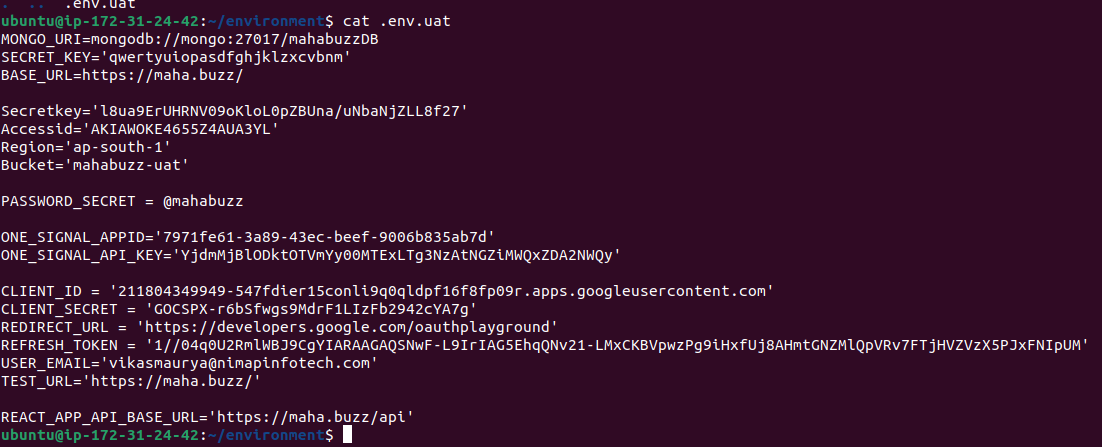 . .. .env.uat
ubuntu@ip-172-31-24-42:~/environment$ cat .env.uat
MONGO_URI=mongodb://mongo:27017/mahabuzzDB
SECRET_KEY='qwertyuiopasdfghjklzxcvbnm'
BASE_URL=https://maha.buzz/
Secretkey='l8ua9ErUHRNV09oKloL0pZBUna/uNbaNjZLL8f27'
Accessid='AKIAWOKE4655Z4AUA3YL'
Region='ap-south-1'
Bucket='mahabuzz-uat'
PASSWORD_SECRET = @mahabuzz
ONE_SIGNAL_APPID='7971fe61-3a89-43ec-beef-9006b835ab7d'
ONE_SIGNAL_API_KEY='YjdmMjBlODktOTVmYy00MTExLTg3NzAtNGZiMWQxZDA2NWQy'
CLIENT_ID = '211804349949-547fdier15conli9q0qldpf16f8fp09r.apps.googleusercontent.com'
CLIENT_SECRET = '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'
REDIRECT_URL = 'https://developers.google.com/oauthplayground'
REFRESH_TOKEN = '1//04q0U2RmlWBJ9CgYIARAAGAQSNwF-L9IrIAG5EhqQNv21-LMxCKBVpwzPg9iHxfUj8AHmtGNZMlQpVRv7FTjHVZVzX5PJxFNIpUM'
USER_EMAIL='vikasmaurya@nimapinfotech.com'
TEST_URL='https://maha.buzz/'
REACT_APP_API_BASE_URL='https://maha.buzz/api'
ubuntu@ip-172-31-24-42:~/environment$